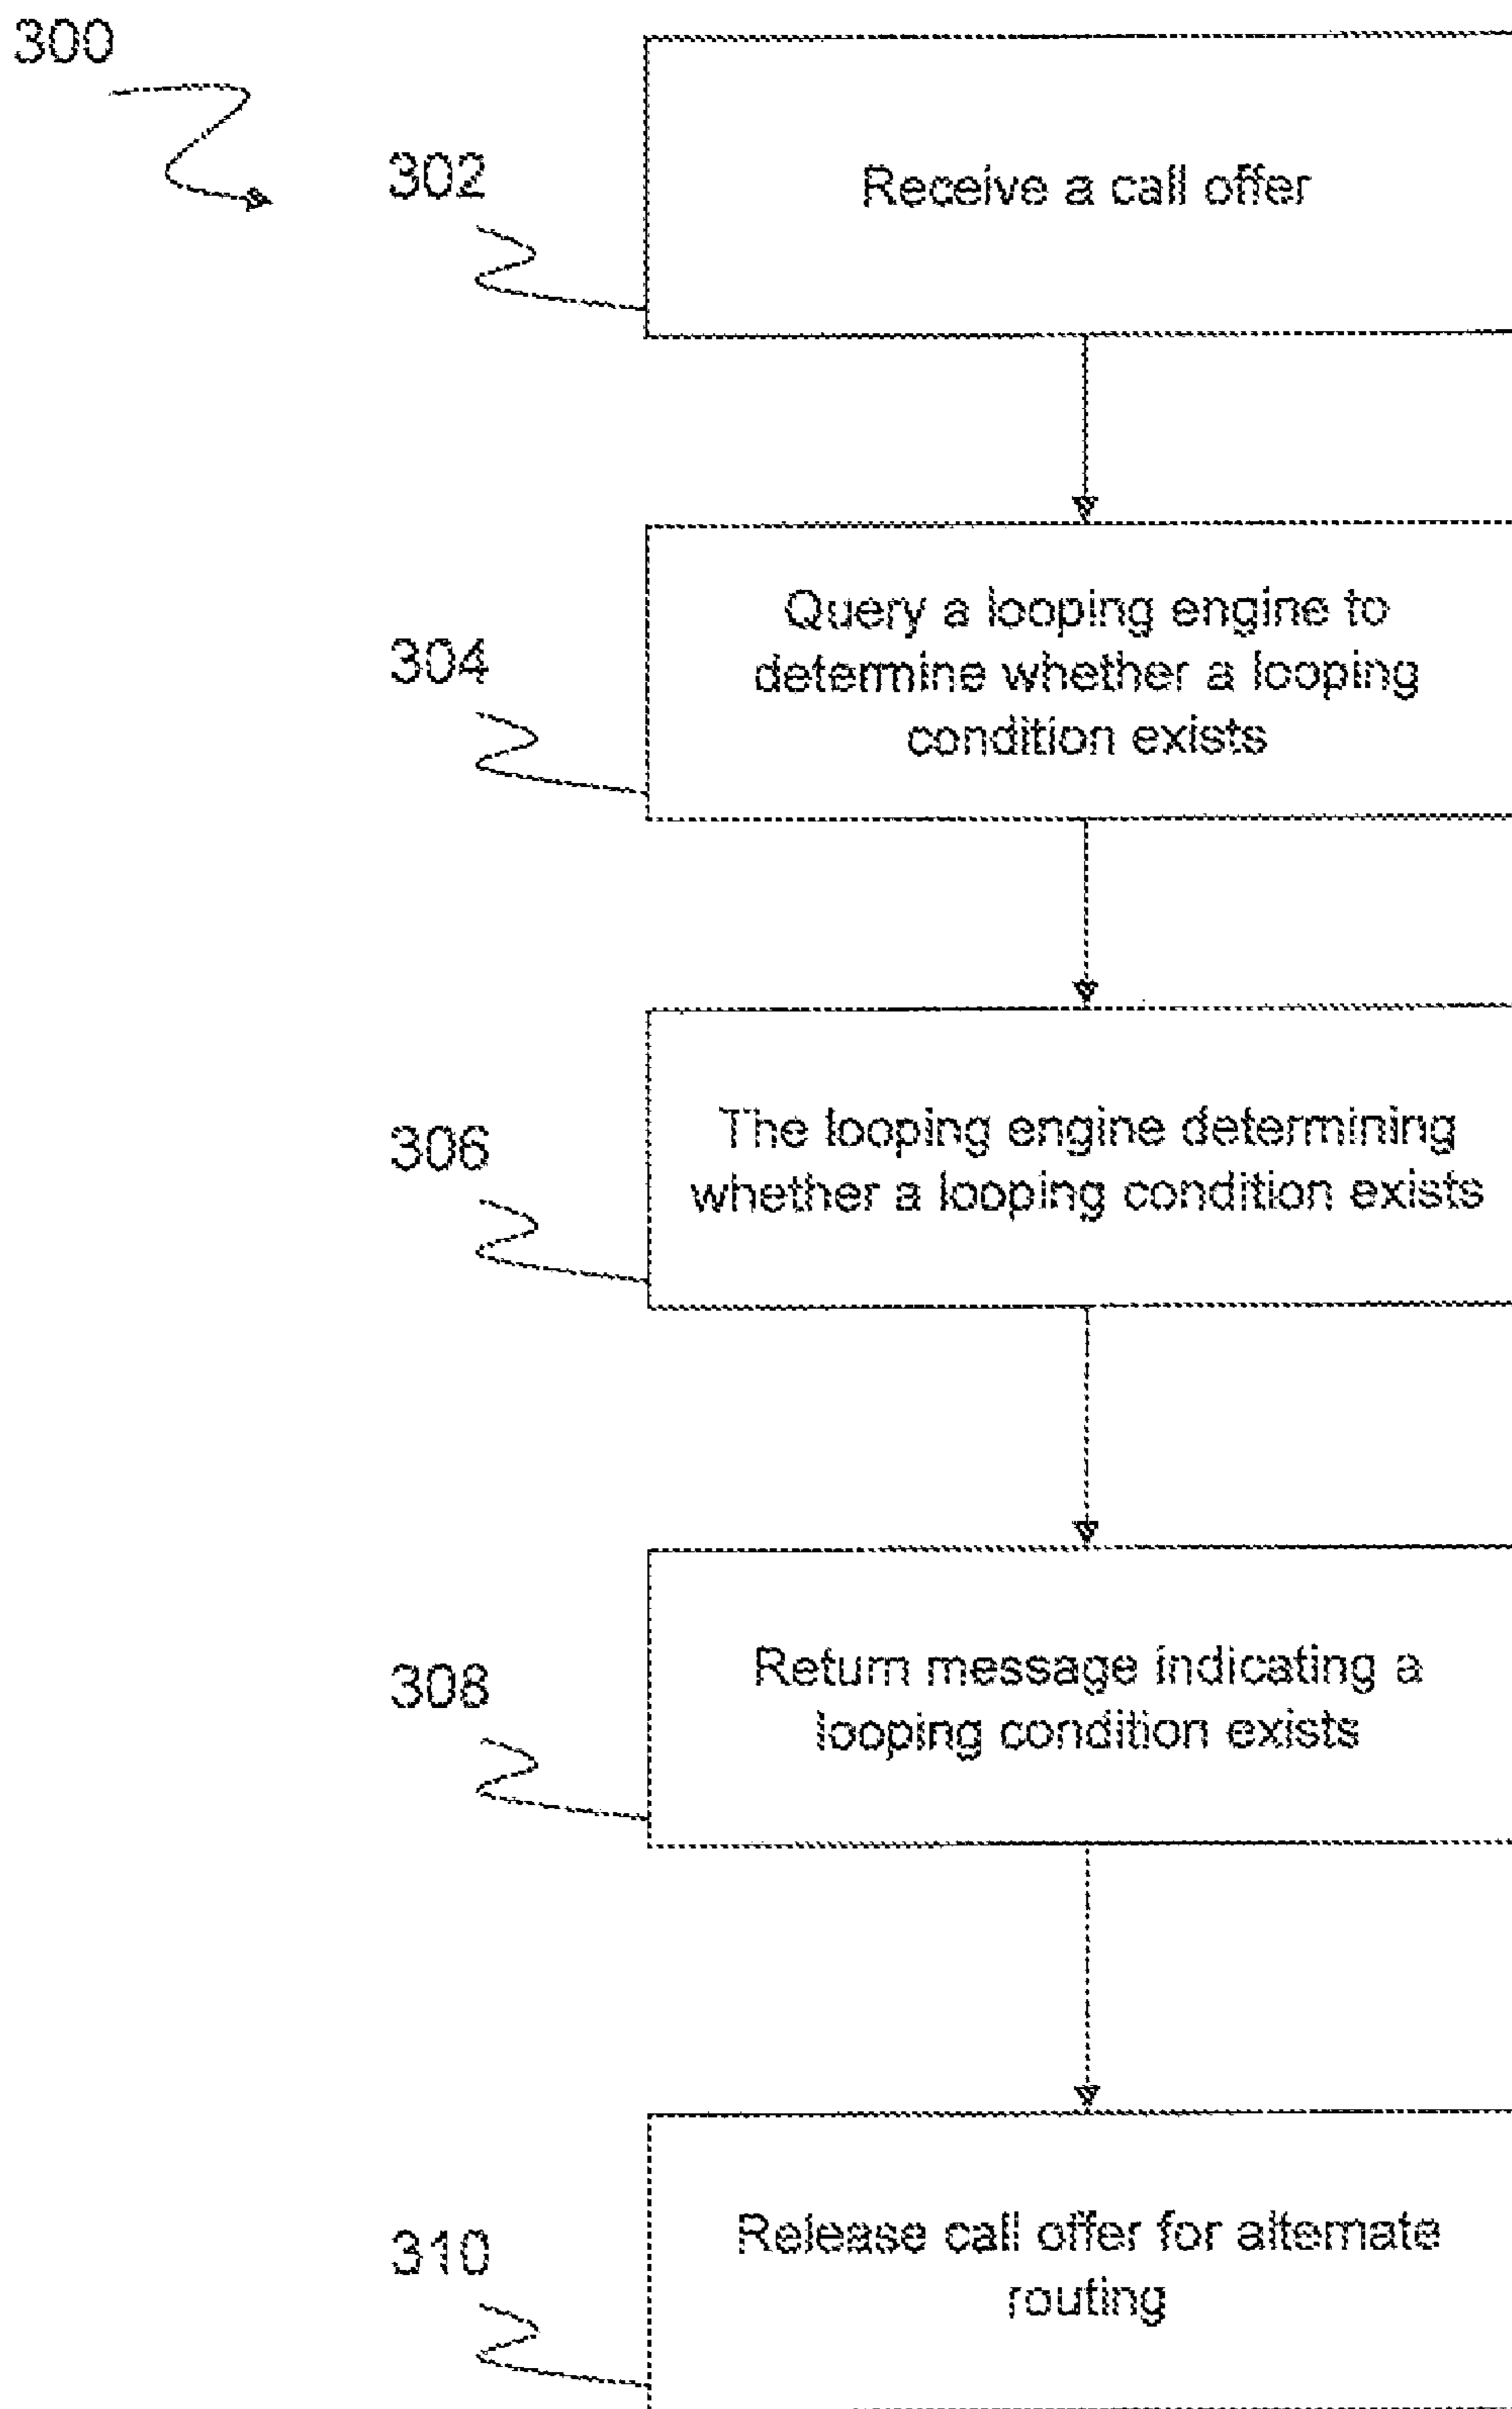 300
302
Receive a call offer
304
Query a looping engine to
determine whether a looping
condition exists
306
The looping engine determining
whether a looping condition exists
308
Return message indicating a
looping condition exists
310
Release call offer for alternate
routing